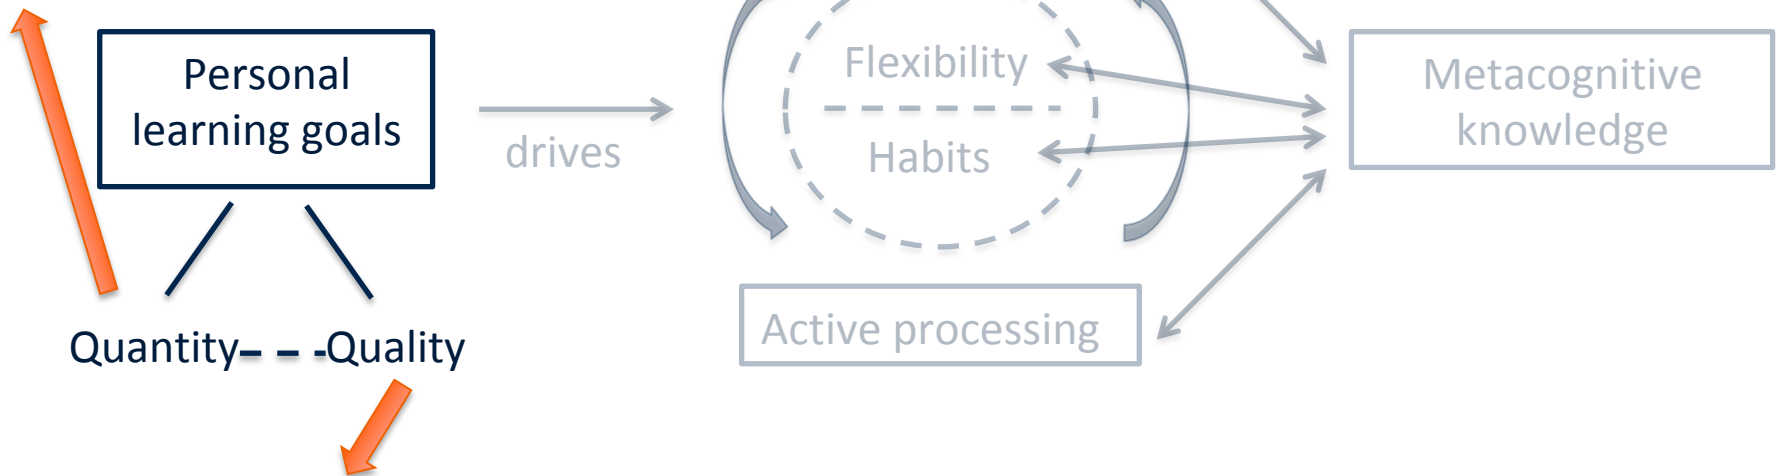 Personal
learning goals
drives
Flexibility
Habits
Metacognitive
knowledge
Active processing
Quantity
Quality